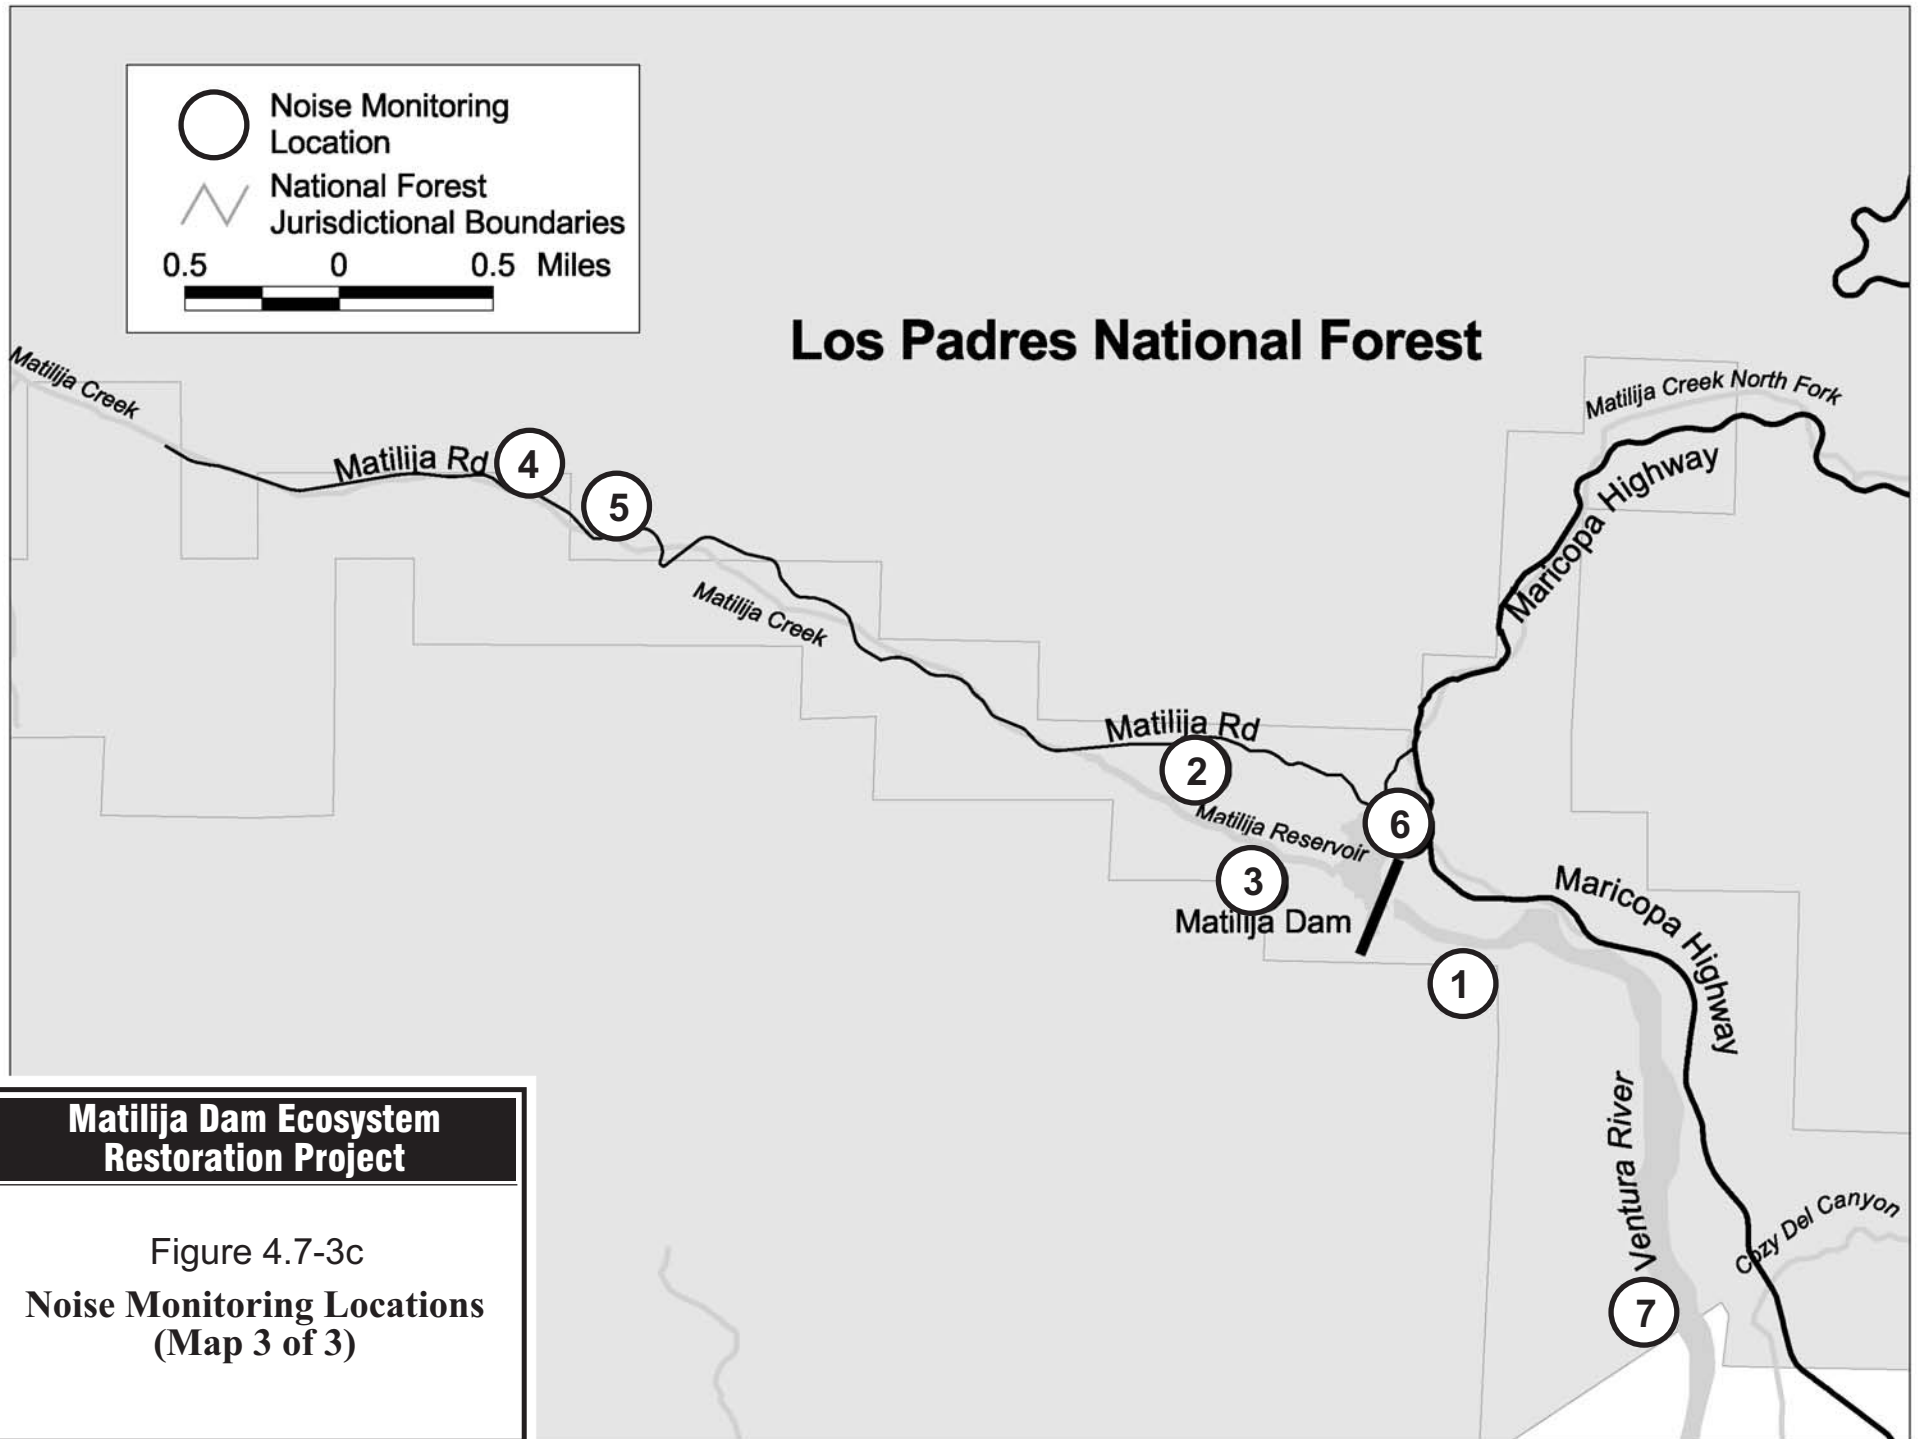 Noise Monitoring
Location
National Forest
Jurisdictional Boundaries
0.5 0 0.5 Miles
Los Padres National Forest
Matilija Creek
Matilija Creek North Fork
Matilija Rd
4
5
Maricopa Highway
Matilija Creek
Matilija Rd
2
Matilija Reservoir
6
3
Matilija Dam
Maricopa Highway
1
Ventura River
Cozy Del Canyon
7
Matilija Dam Ecosystem
Restoration Project
Figure 4.7-3c
Noise Monitoring Locations
(Map 3 of 3)